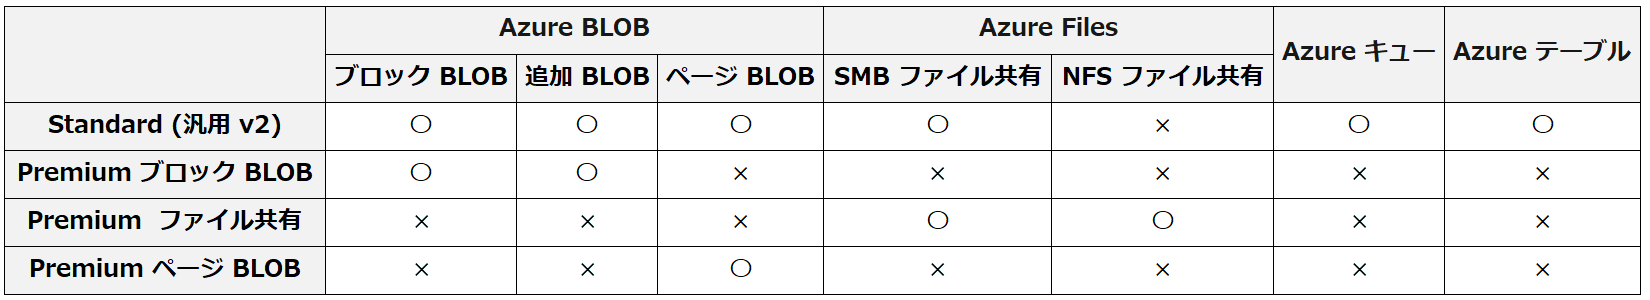 Azure BLOB Azure Files Azure キュー Azure テーブル
ブロック BLOB 追加 BLOB ページ BLOB SMB ファイル共有 NFS ファイル共有
Standard (汎用 v2) 〇 〇 〇 〇 × 〇 〇
Premium ブロック BLOB 〇 〇 × × × × ×
Premium ファイル共有 × × × 〇 〇 × ×
Premium ページ BLOB × × 〇 × × × ×